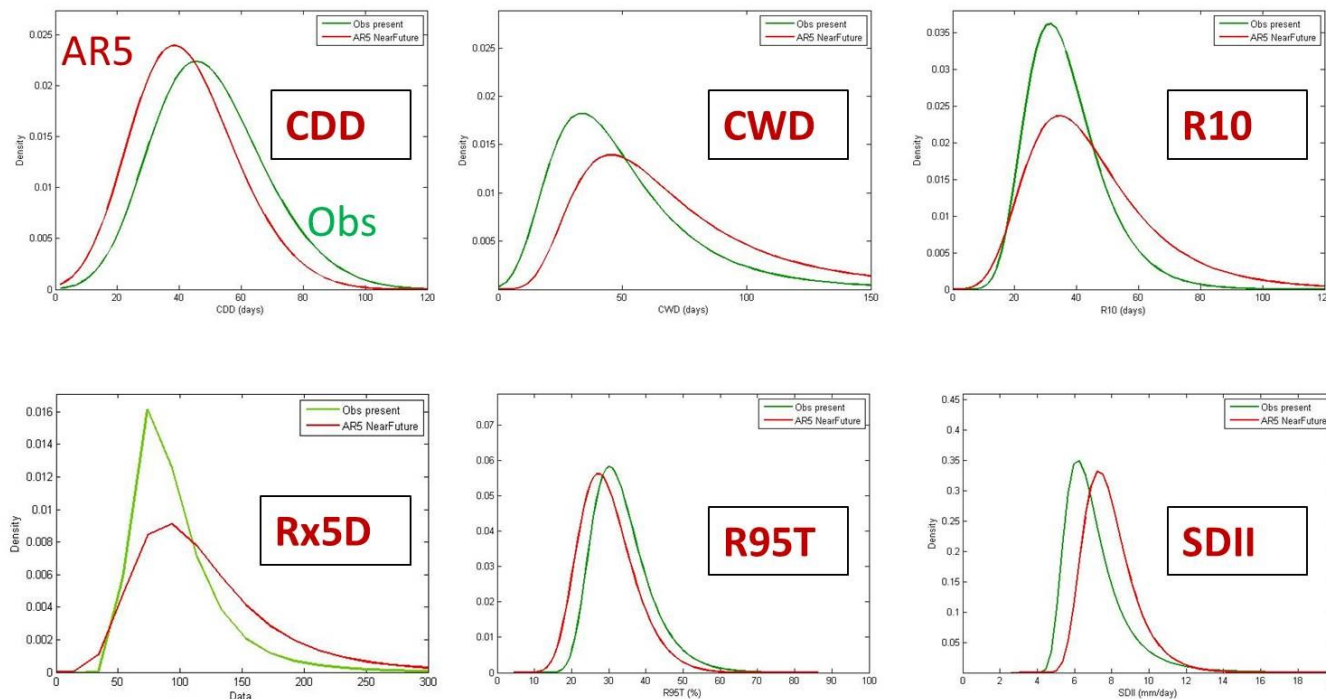 Obs present
AR5 NearFuture
AR5
CDD
Obs
Density
0.025
0.02
0.015
0.01
0.005
0
0 20 40 60 80 100 120
CDD (days)
Obs present
AR5 NearFuture
CWD
Density
0.025
0.02
0.015
0.01
0.005
0 50 100 150
CWD (days)
Obs present
AR5 NearFuture
R10
Density
0.035
0.03
0.025
0.02
0.015
0.01
0.005
0
0 20 40 60 80 100
R10 (days)
Obs present
AR5 NearFuture
Rx5D
Density
0.016
0.014
0.012
0.01
0.008
0.006
0.004
0.002
0
0 50 100 150 200 250 300
Data
Obs present
AR5 NearFuture
R95T
Density
0.07
0.06
0.05
0.04
0.03
0.02
0.01
0
0 10 20 30 40 50 60 70 80 90 100
R95T (%)
Obs present
AR5 NearFuture
SDII
Density
0.45
0.4
0.35
0.3
0.25
0.2
0.15
0.1
0.05
0 2 4 6 8 10 12 14 16 18
SDII (mm/day)